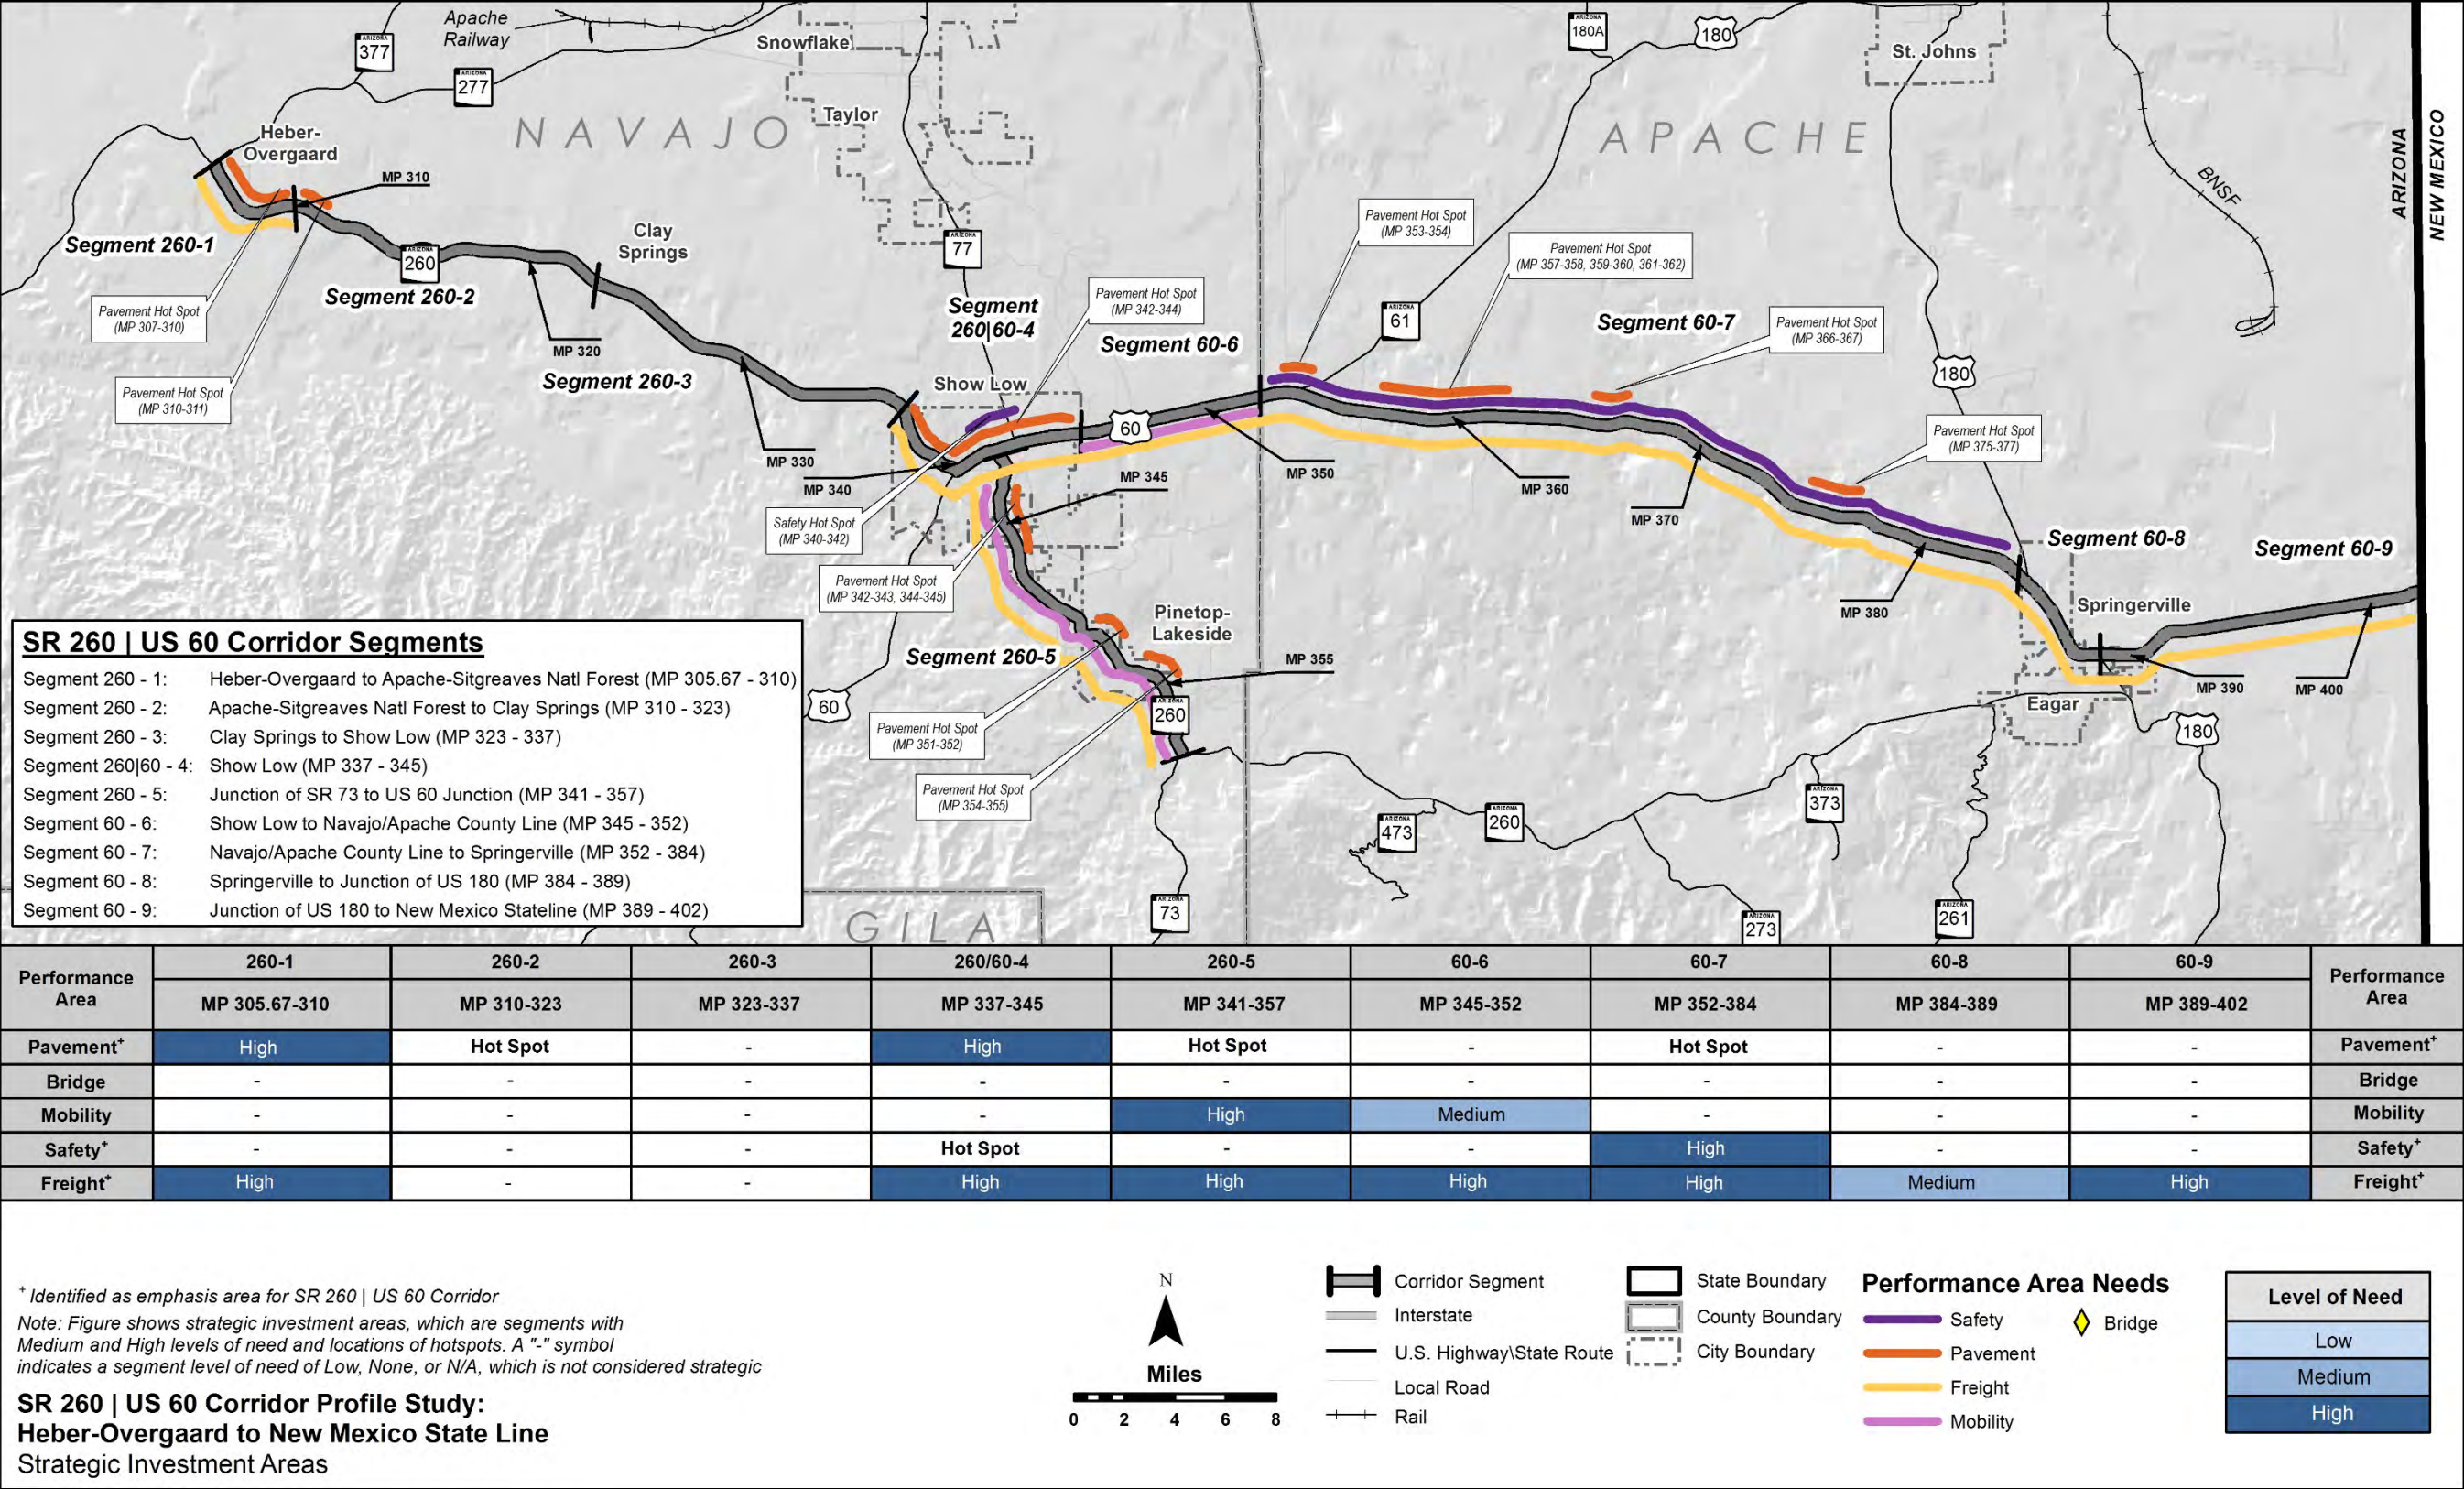 Apache
Railway
ARIZONA
377
ARIZONA
277
Snowflake
Taylor
ARIZONA
180A
180
St. Johns
NAVAJO
APACHE
ARIZONA
NEW MEXICO
BNSF
Heber-
Overgaard
MP 310
Segment 260-1
ARIZONA
260
Clay
Springs
Segment 260-2
Pavement Hot Spot
(MP 307-310)
Pavement Hot Spot
(MP 310-311)
MP 320
Segment 260-3
MP 330
ARIZONA
77
Segment
260|60-4
Pavement Hot Spot
(MP 342-344)
Segment 60-6
Show Low
60
Pavement Hot Spot
(MP 353-354)
Pavement Hot Spot
(MP 357-358, 359-360, 361-362)
ARIZONA
61
Segment 60-7
Pavement Hot Spot
(MP 366-367)
180
Pavement Hot Spot
(MP 375-377)
MP 340
MP 345
MP 350
MP 360
MP 370
Safety Hot Spot
(MP 340-342)
Pavement Hot Spot
(MP 342-343, 344-345)
Segment 60-8
Segment 60-9
Springerville
MP 380
MP 390
MP 400
Eagar
180
Pinetop-
Lakeside
Segment 260-5
MP 355
60
ARIZONA
260
Pavement Hot Spot
(MP 351-352)
Pavement Hot Spot
(MP 354-355)
ARIZONA
473
ARIZONA
260
ARIZONA
373
ARIZONA
73
ARIZONA
273
ARIZONA
261
GILA
SR 260 | US 60 Corridor Segments
Segment 260 - 1: Heber-Overgaard to Apache-Sitgreaves Natl Forest (MP 305.67 - 310)
Segment 260 - 2: Apache-Sitgreaves Natl Forest to Clay Springs (MP 310 - 323)
Segment 260 - 3: Clay Springs to Show Low (MP 323 - 337)
Segment 260|60 - 4: Show Low (MP 337 - 345)
Segment 260 - 5: Junction of SR 73 to US 60 Junction (MP 341 - 357)
Segment 60 - 6: Show Low to Navajo/Apache County Line (MP 345 - 352)
Segment 60 - 7: Navajo/Apache County Line to Springerville (MP 352 - 384)
Segment 60 - 8: Springerville to Junction of US 180 (MP 384 - 389)
Segment 60 - 9: Junction of US 180 to New Mexico Stateline (MP 389 - 402)
Performance Area 260-1 260-2 260-3 260/60-4 260-5 60-6 60-7 60-8 60-9 Performance Area
MP 305.67-310 MP 310-323 MP 323-337 MP 337-345 MP 341-357 MP 345-352 MP 352-384 MP 384-389 MP 389-402
Pavement+ High Hot Spot - High Hot Spot - Hot Spot - - Pavement+
Bridge - - - - - - - - - Bridge
Mobility - - - - High Medium - - - Mobility
Safety+ - - - Hot Spot - - High - - Safety+
Freight+ High - - High High High High Medium High Freight+
+ Identified as emphasis area for SR 260 | US 60 Corridor
Note: Figure shows strategic investment areas, which are segments with
Medium and High levels of need and locations of hotspots. A "-" symbol
indicates a segment level of need of Low, None, or N/A, which is not considered strategic
SR 260 | US 60 Corridor Profile Study:
Heber-Overgaard to New Mexico State Line
Strategic Investment Areas
N
Miles
0 2 4 6 8
Corridor Segment
Interstate
U.S. Highway\State Route
Local Road
Rail
State Boundary
County Boundary
City Boundary
Performance Area Needs
Safety
Pavement
Freight
Mobility
Bridge
Level of Need
Low
Medium
High